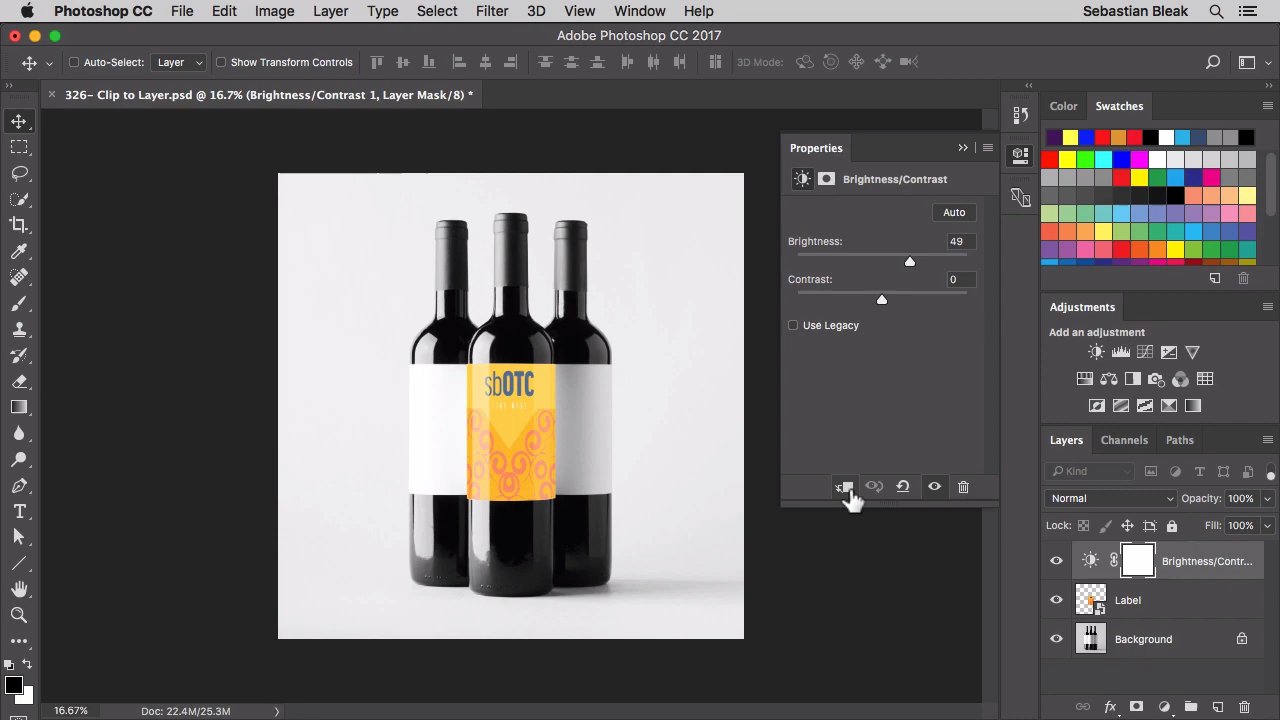 Photoshop CC File Edit Image Layer Type Select Filter 3D View Window Help Sebastian Bleak
Adobe Photoshop CC 2017
Auto-Select: Layer Show Transform Controls 3D Mode:
326– Clip to Layer.psd @ 16.7% (Brightness/Contrast 1, Layer Mask/8) *
Color Swatches
Properties
Brightness/Contrast
Auto
Brightness: 49
Contrast: 0
Use Legacy
sbOTC
Adjustments
Add an adjustment
Layers Channels Paths
Kind
Normal Opacity: 100%
Lock: Fill: 100%
Brightness/Contr...
Label
Background
16.67% Doc: 22.4M/25.3M
fx